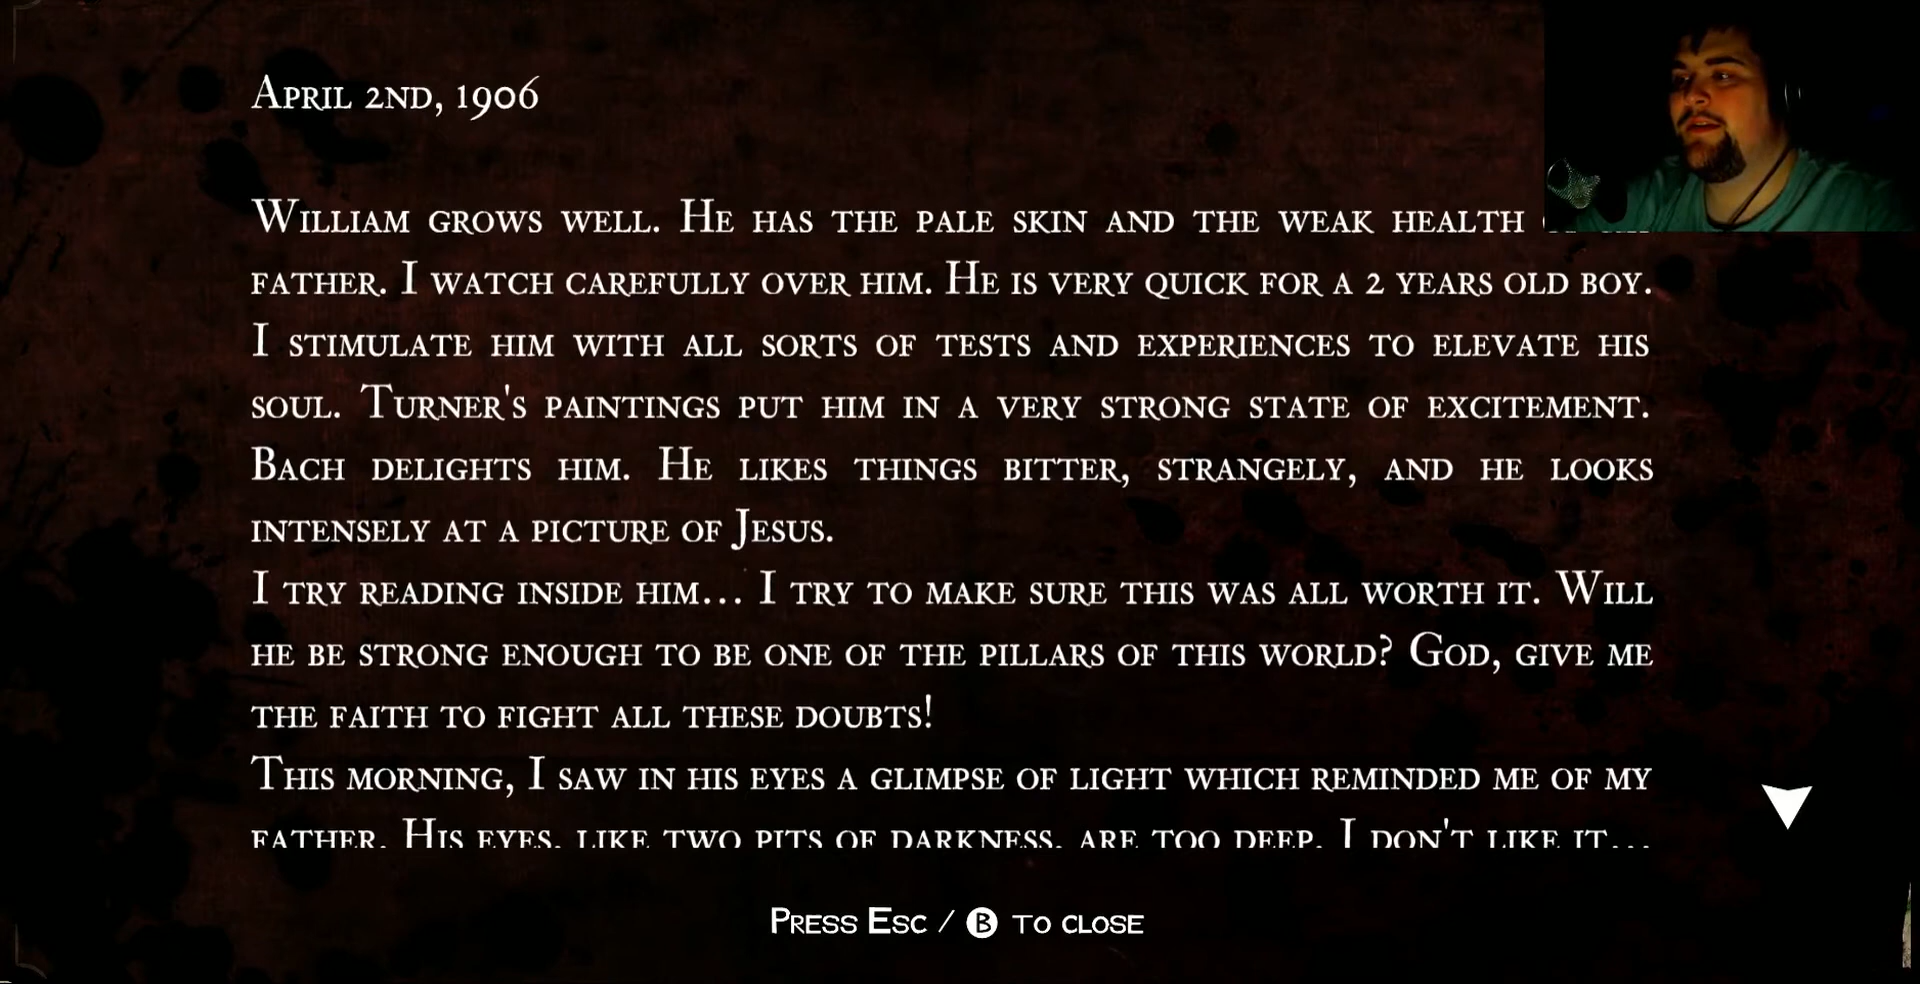 April 2nd, 1906
William grows well. He has the pale skin and the weak health
father. I watch carefully over him. He is very quick for a 2 years old boy.
I stimulate him with all sorts of tests and experiences to elevate his
soul. Turner's paintings put him in a very strong state of excitement.
Bach delights him. He likes things bitter, strangely, and he looks
intensely at a picture of Jesus.
I try reading inside him... I try to make sure this was all worth it. Will
he be strong enough to be one of the pillars of this world? God, give me
the faith to fight all these doubts!
This morning, I saw in his eyes a glimpse of light which reminded me of my
father. His eyes, like two pits of darkness, are too deep. I don't like it...
Press Esc / B to close